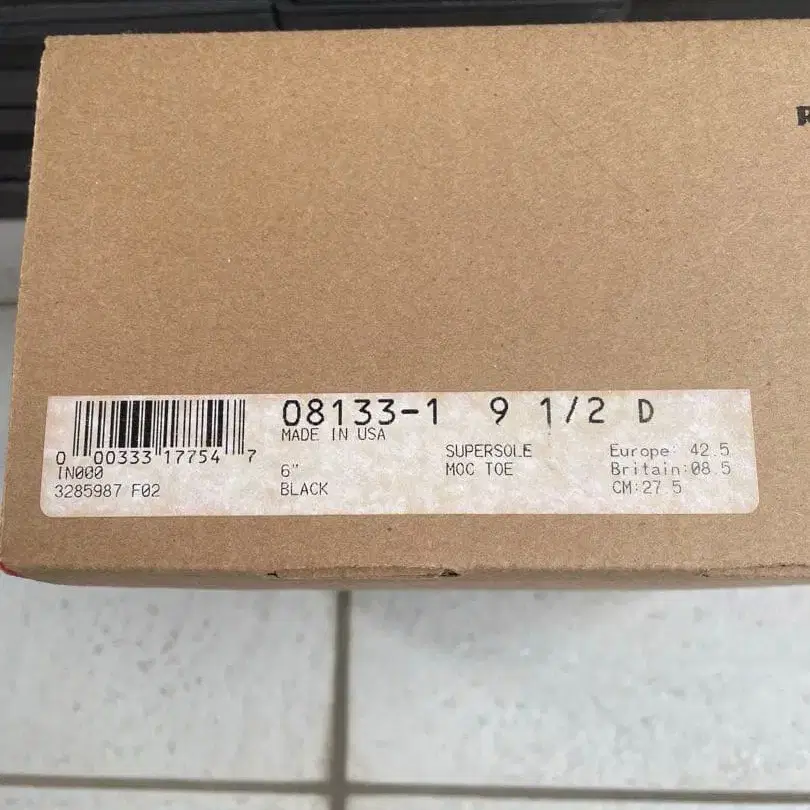 R
08133-1 9 1/2 D
MADE IN USA
0 00333 17754 7
IN000
3285987 F02
6"
BLACK
SUPERSOLE
MOC TOE
Europe: 42.5
Britain:08.5
CM:27.5